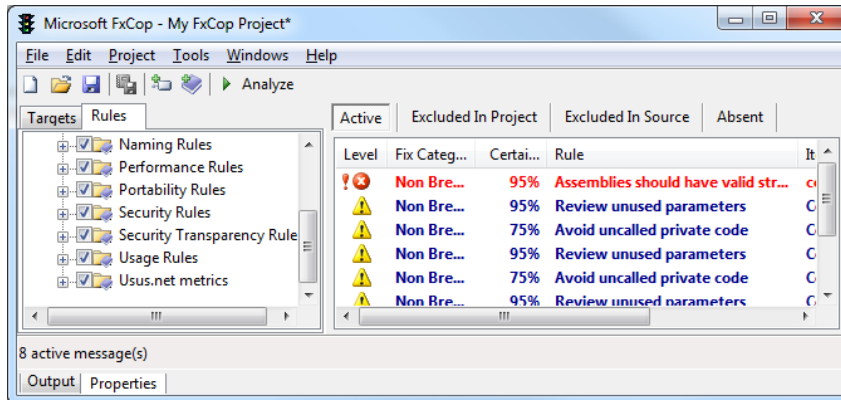 Microsoft FxCop - My FxCop Project*
File Edit Project Tools Windows Help
Analyze
Targets Rules
Naming Rules
Performance Rules
Portability Rules
Security Rules
Security Transparency Rule
Usage Rules
Usus.net metrics
Active Excluded In Project Excluded In Source Absent
Level Fix Categ... Certai... Rule It
Non Bre... 95% Assemblies should have valid str...
Non Bre... 95% Review unused parameters
Non Bre... 75% Avoid uncalled private code
Non Bre... 95% Review unused parameters
Non Bre... 75% Avoid uncalled private code
Non Bre... 95% Review unused parameters
8 active message(s)
Output Properties